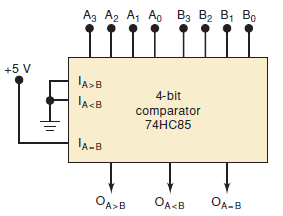 A3 A2 A1 A0 B3 B2 B1 B0
+5 V
IA>B
IA<B
IA=B
4-bit
comparator
74HC85
OA>B OA<B OA=B